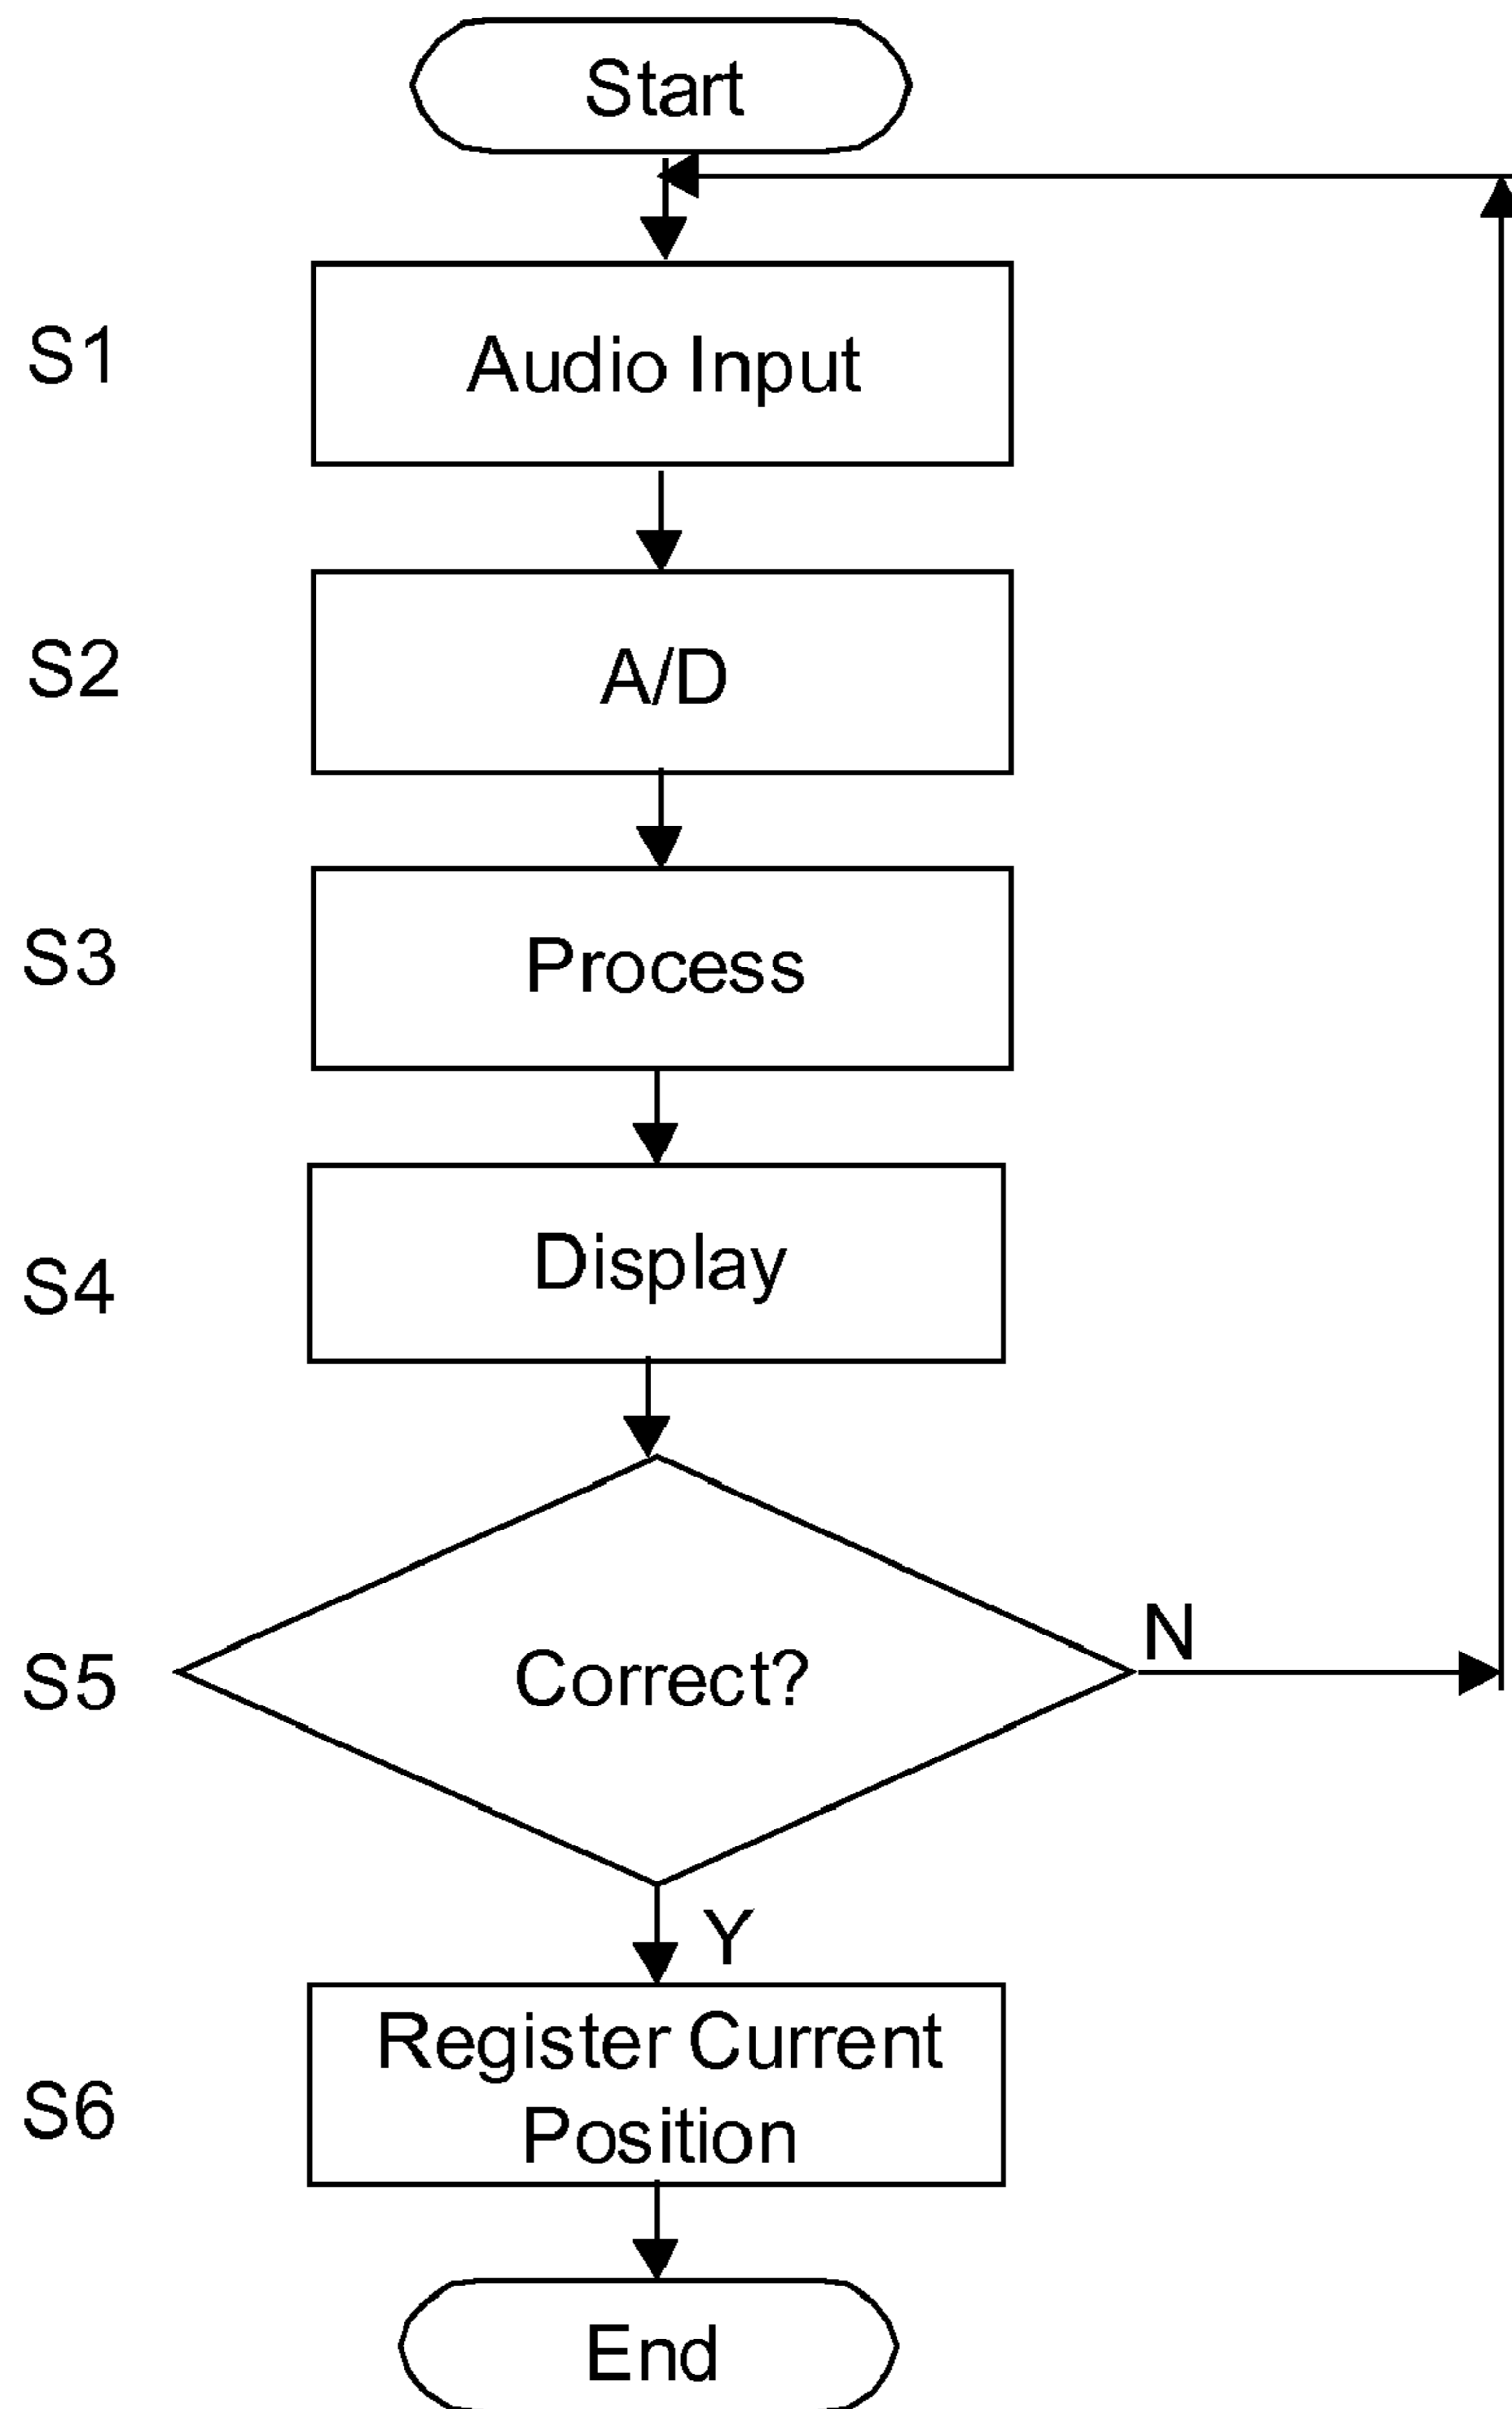 Start
S1
Audio Input
S2
A/D
S3
Process
S4
Display
S5
Correct?
N
Y
S6
Register Current
Position
End